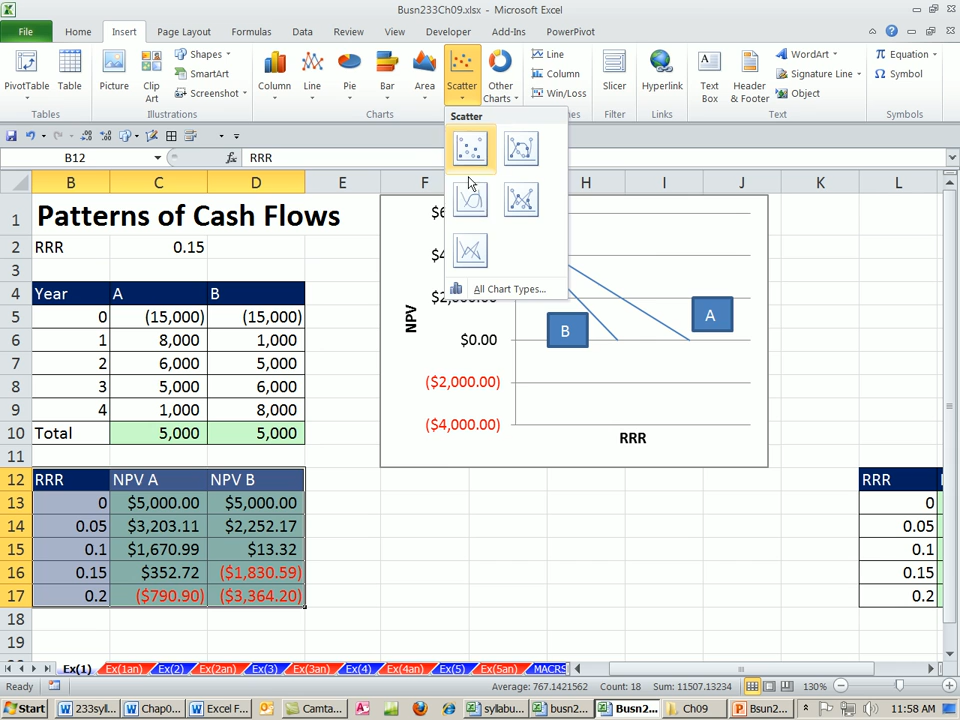 Busn233Ch09.xlsx - Microsoft Excel
File Home Insert Page Layout Formulas Data Review View Developer Add-Ins PowerPivot
PivotTable Table Picture Clip Art Shapes SmartArt Screenshot Column Line Pie Bar Area Scatter Other Charts Line Column Win/Loss Slicer Hyperlink Text Box Header & Footer WordArt Signature Line Object Equation Symbol
Tables Illustrations Charts Filter Links Text Symbols
Scatter
All Chart Types...
B12 fx RRR
B C D E F H I J K L
1 Patterns of Cash Flows
2 RRR 0.15
3
4 Year A B
5 0 (15,000) (15,000)
6 1 8,000 1,000
7 2 6,000 5,000
8 3 5,000 6,000
9 4 1,000 8,000
10 Total 5,000 5,000
11
12 RRR NPV A NPV B
13 0 $5,000.00 $5,000.00
14 0.05 $3,203.11 $2,252.17
15 0.1 $1,670.99 $13.32
16 0.15 $352.72 ($1,830.59)
17 0.2 ($790.90) ($3,364.20)
18
19
NPV
$0.00
($2,000.00)
($4,000.00)
B
A
RRR
RRR
0
0.05
0.1
0.15
0.2
Ex(1) Ex(1an) Ex(2) Ex(2an) Ex(3) Ex(3an) Ex(4) Ex(4an) Ex(5) Ex(5an) MACRS
Ready Average: 767.1421562 Count: 18 Sum: 11507.13234 130%
Start 233syll... Chap0... Excel F... Camta... syllabu... busn2... Busn2... Ch09 Bsun2... 11:58 AM